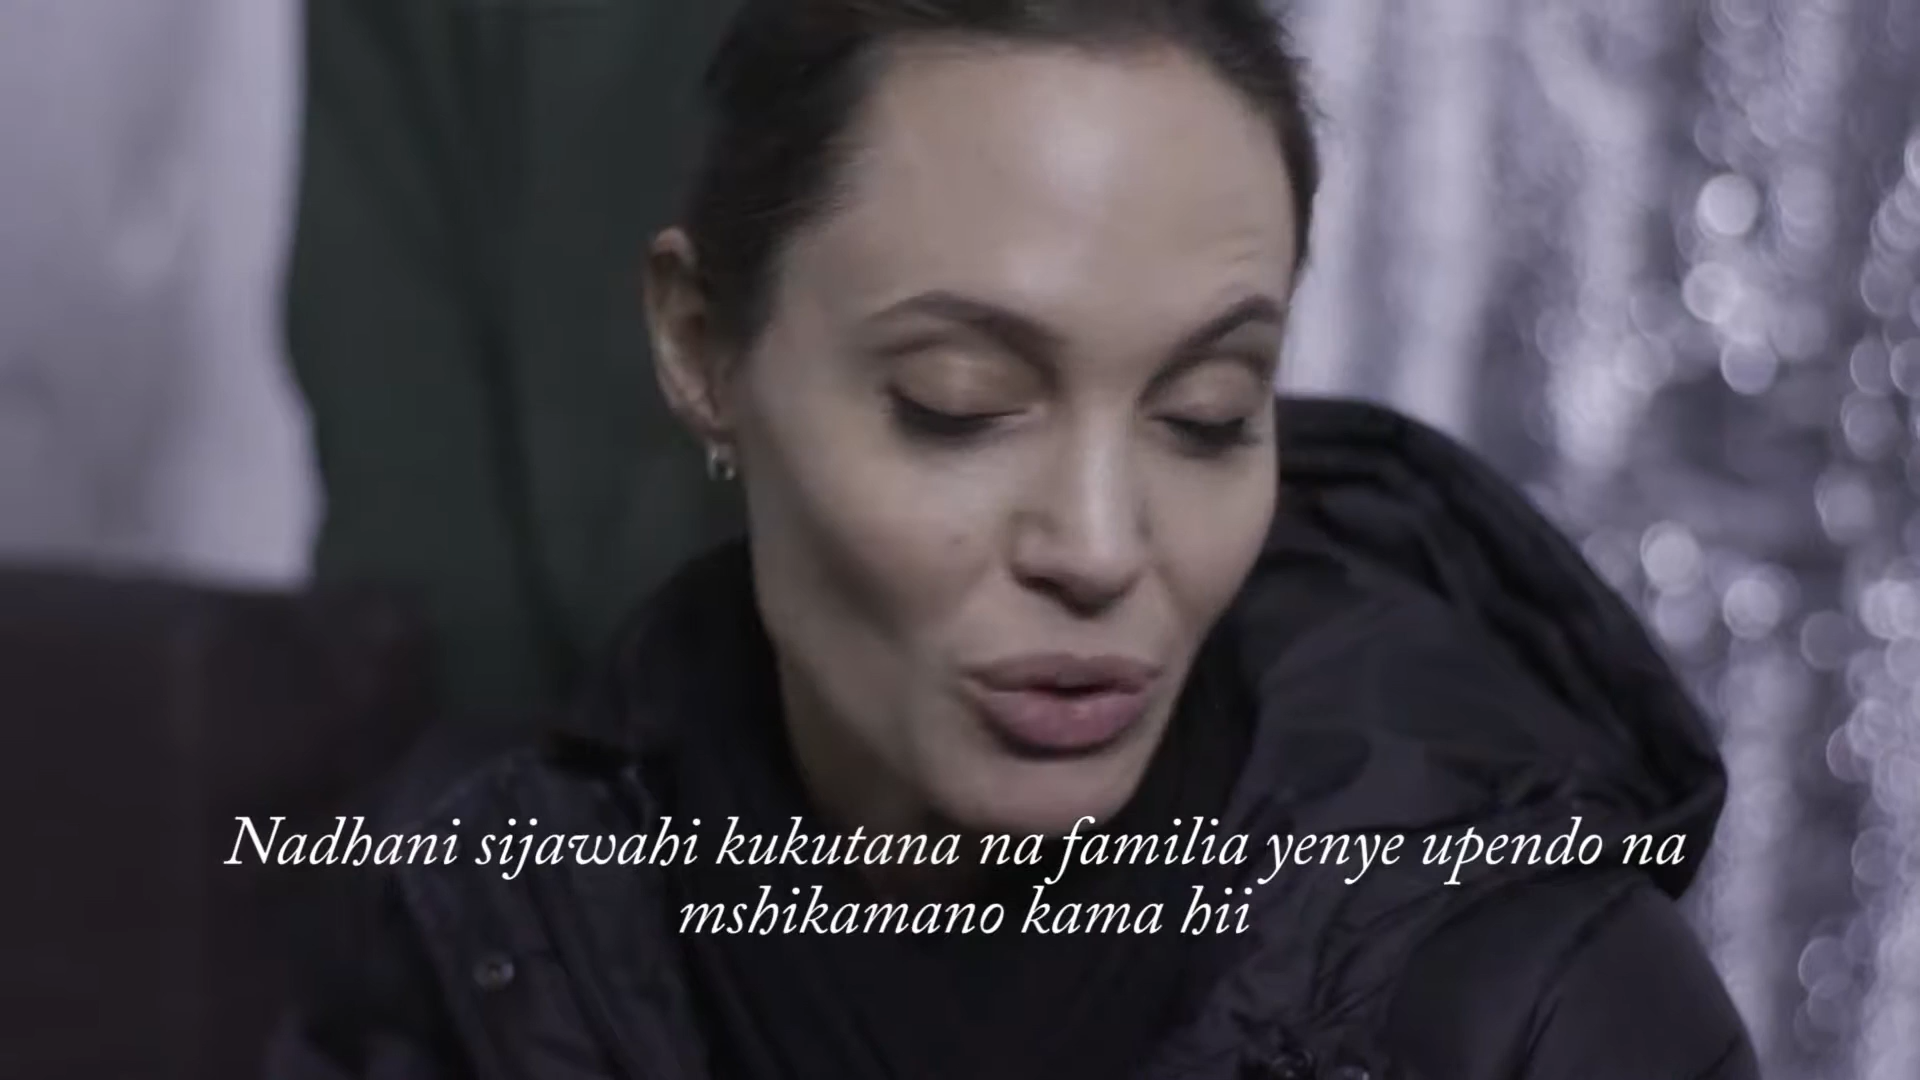 Nadhani sijawahi kukutana na familia yenye upendo na
mshikamano kama hii